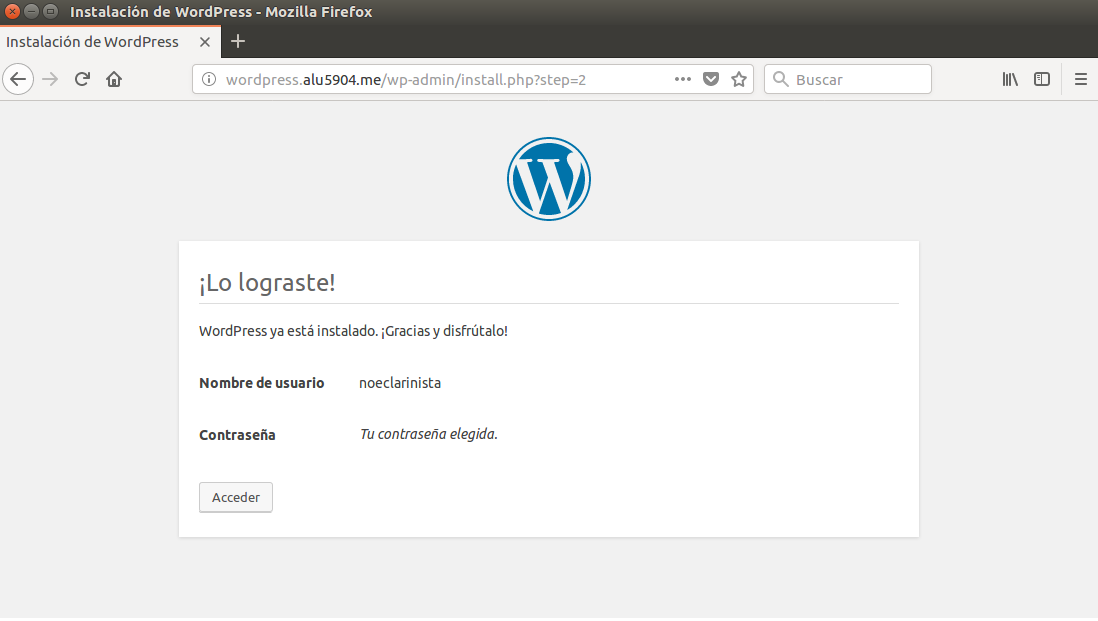 Instalación de WordPress - Mozilla Firefox
Instalación de WordPress
wordpress.alu5904.me/wp-admin/install.php?step=2
Buscar
¡Lo lograste!
WordPress ya está instalado. ¡Gracias y disfrútalo!
Nombre de usuario noeclarinista
Contraseña Tu contraseña elegida.
Acceder